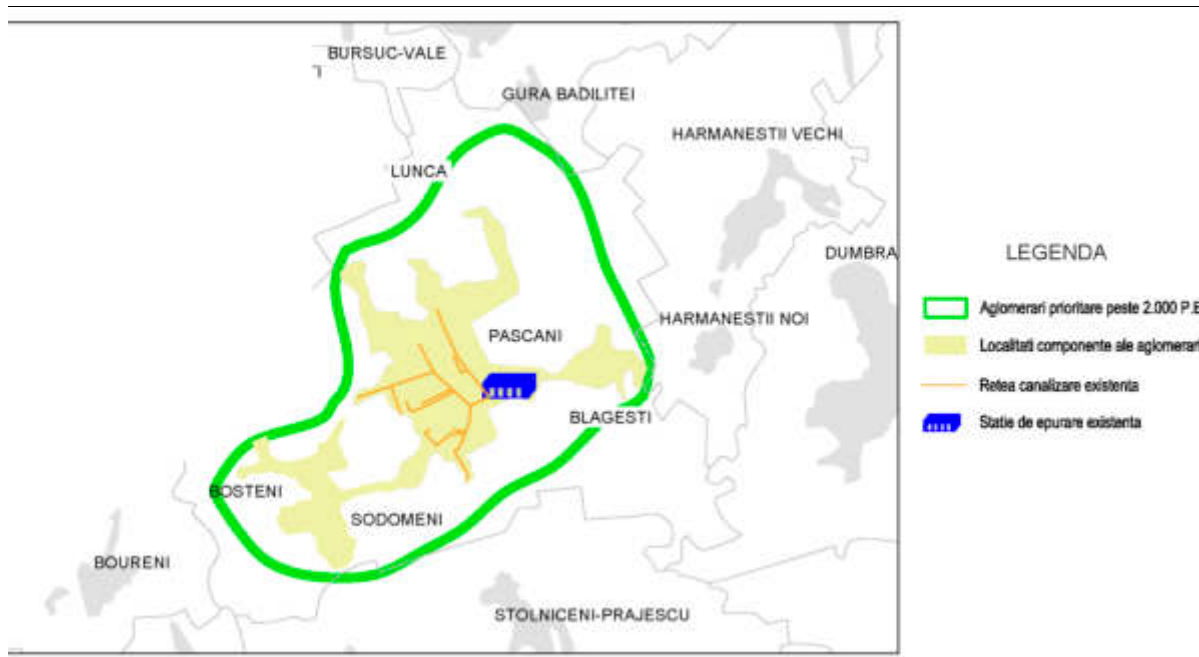 BURSUC-VALE
GURA BADILITEI
HARMANESTII VECHI
LUNCA
DUMBRA
HARMANESTII NOI
PASCANI
BLAGESTI
BOSTENI
SODOMENI
BOURENI
STOLNICENI-PRAJESCU
LEGENDA
Aglomerari prioritare peste 2.000 P.E
Localitati componente ale aglomerari
Retea canalizare existenta
Statie de epurare existenta